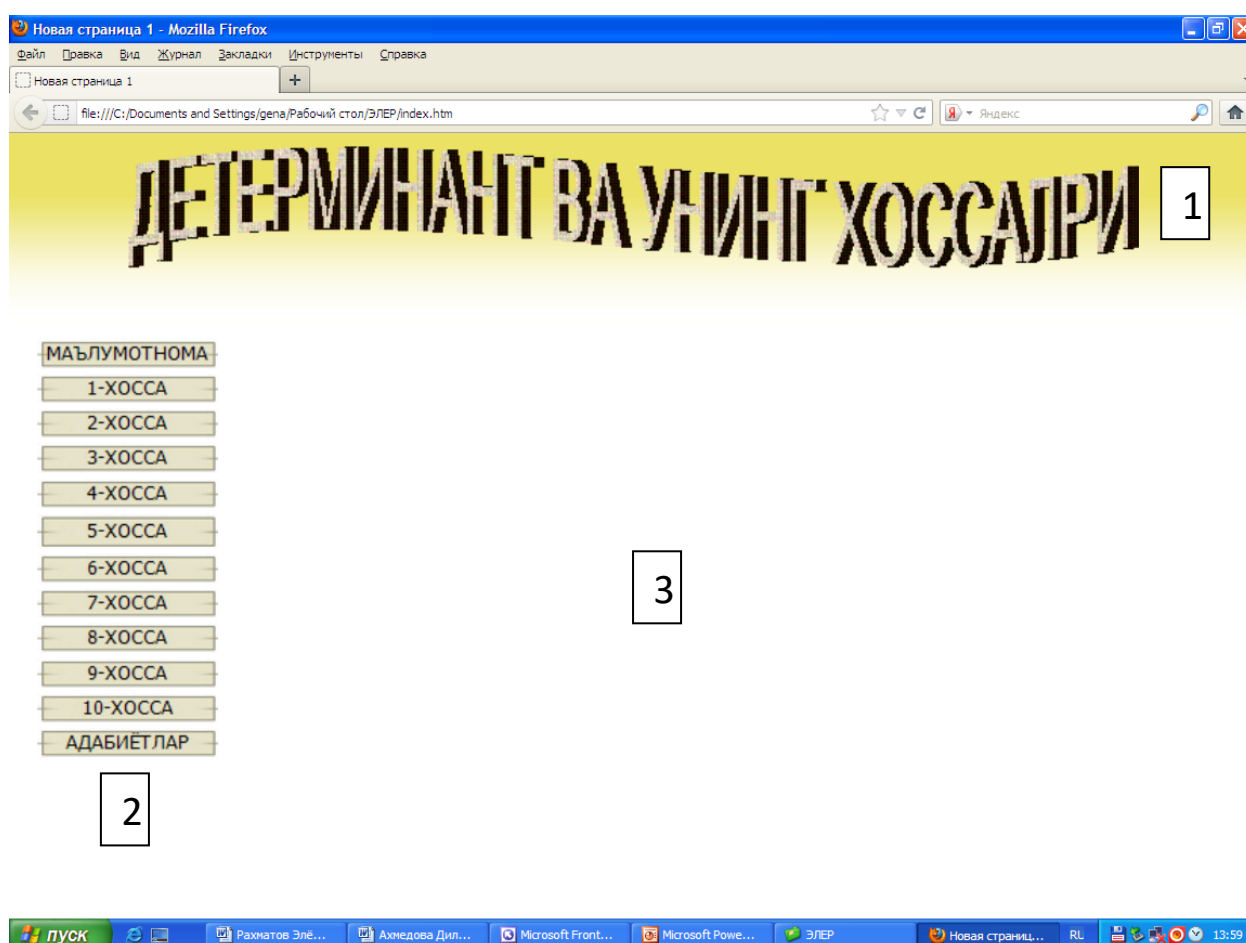 Новая страница 1 - Mozilla Firefox
Файл Правка Вид Журнал Закладки Инструменты Справка
Новая страница 1 +
file:///C:/Documents and Settings/gena/Рабочий стол/ЭЛЕР/index.htm Я Яндекс
ДЕТЕРМИНАНТ ВА УНИНГ ХОССАЛРИ 1
МАЪЛУМОТНОМА
1-ХОССА
2-ХОССА
3-ХОССА
4-ХОССА
5-ХОССА
6-ХОССА
7-ХОССА
8-ХОССА
9-ХОССА
10-ХОССА
АДАБИЁТЛАР
3
2
пуск Рахматов Элё... Ахмедова Дил... Microsoft Front... Microsoft Powe... ЭЛЕР Новая страниц... RU 13:59